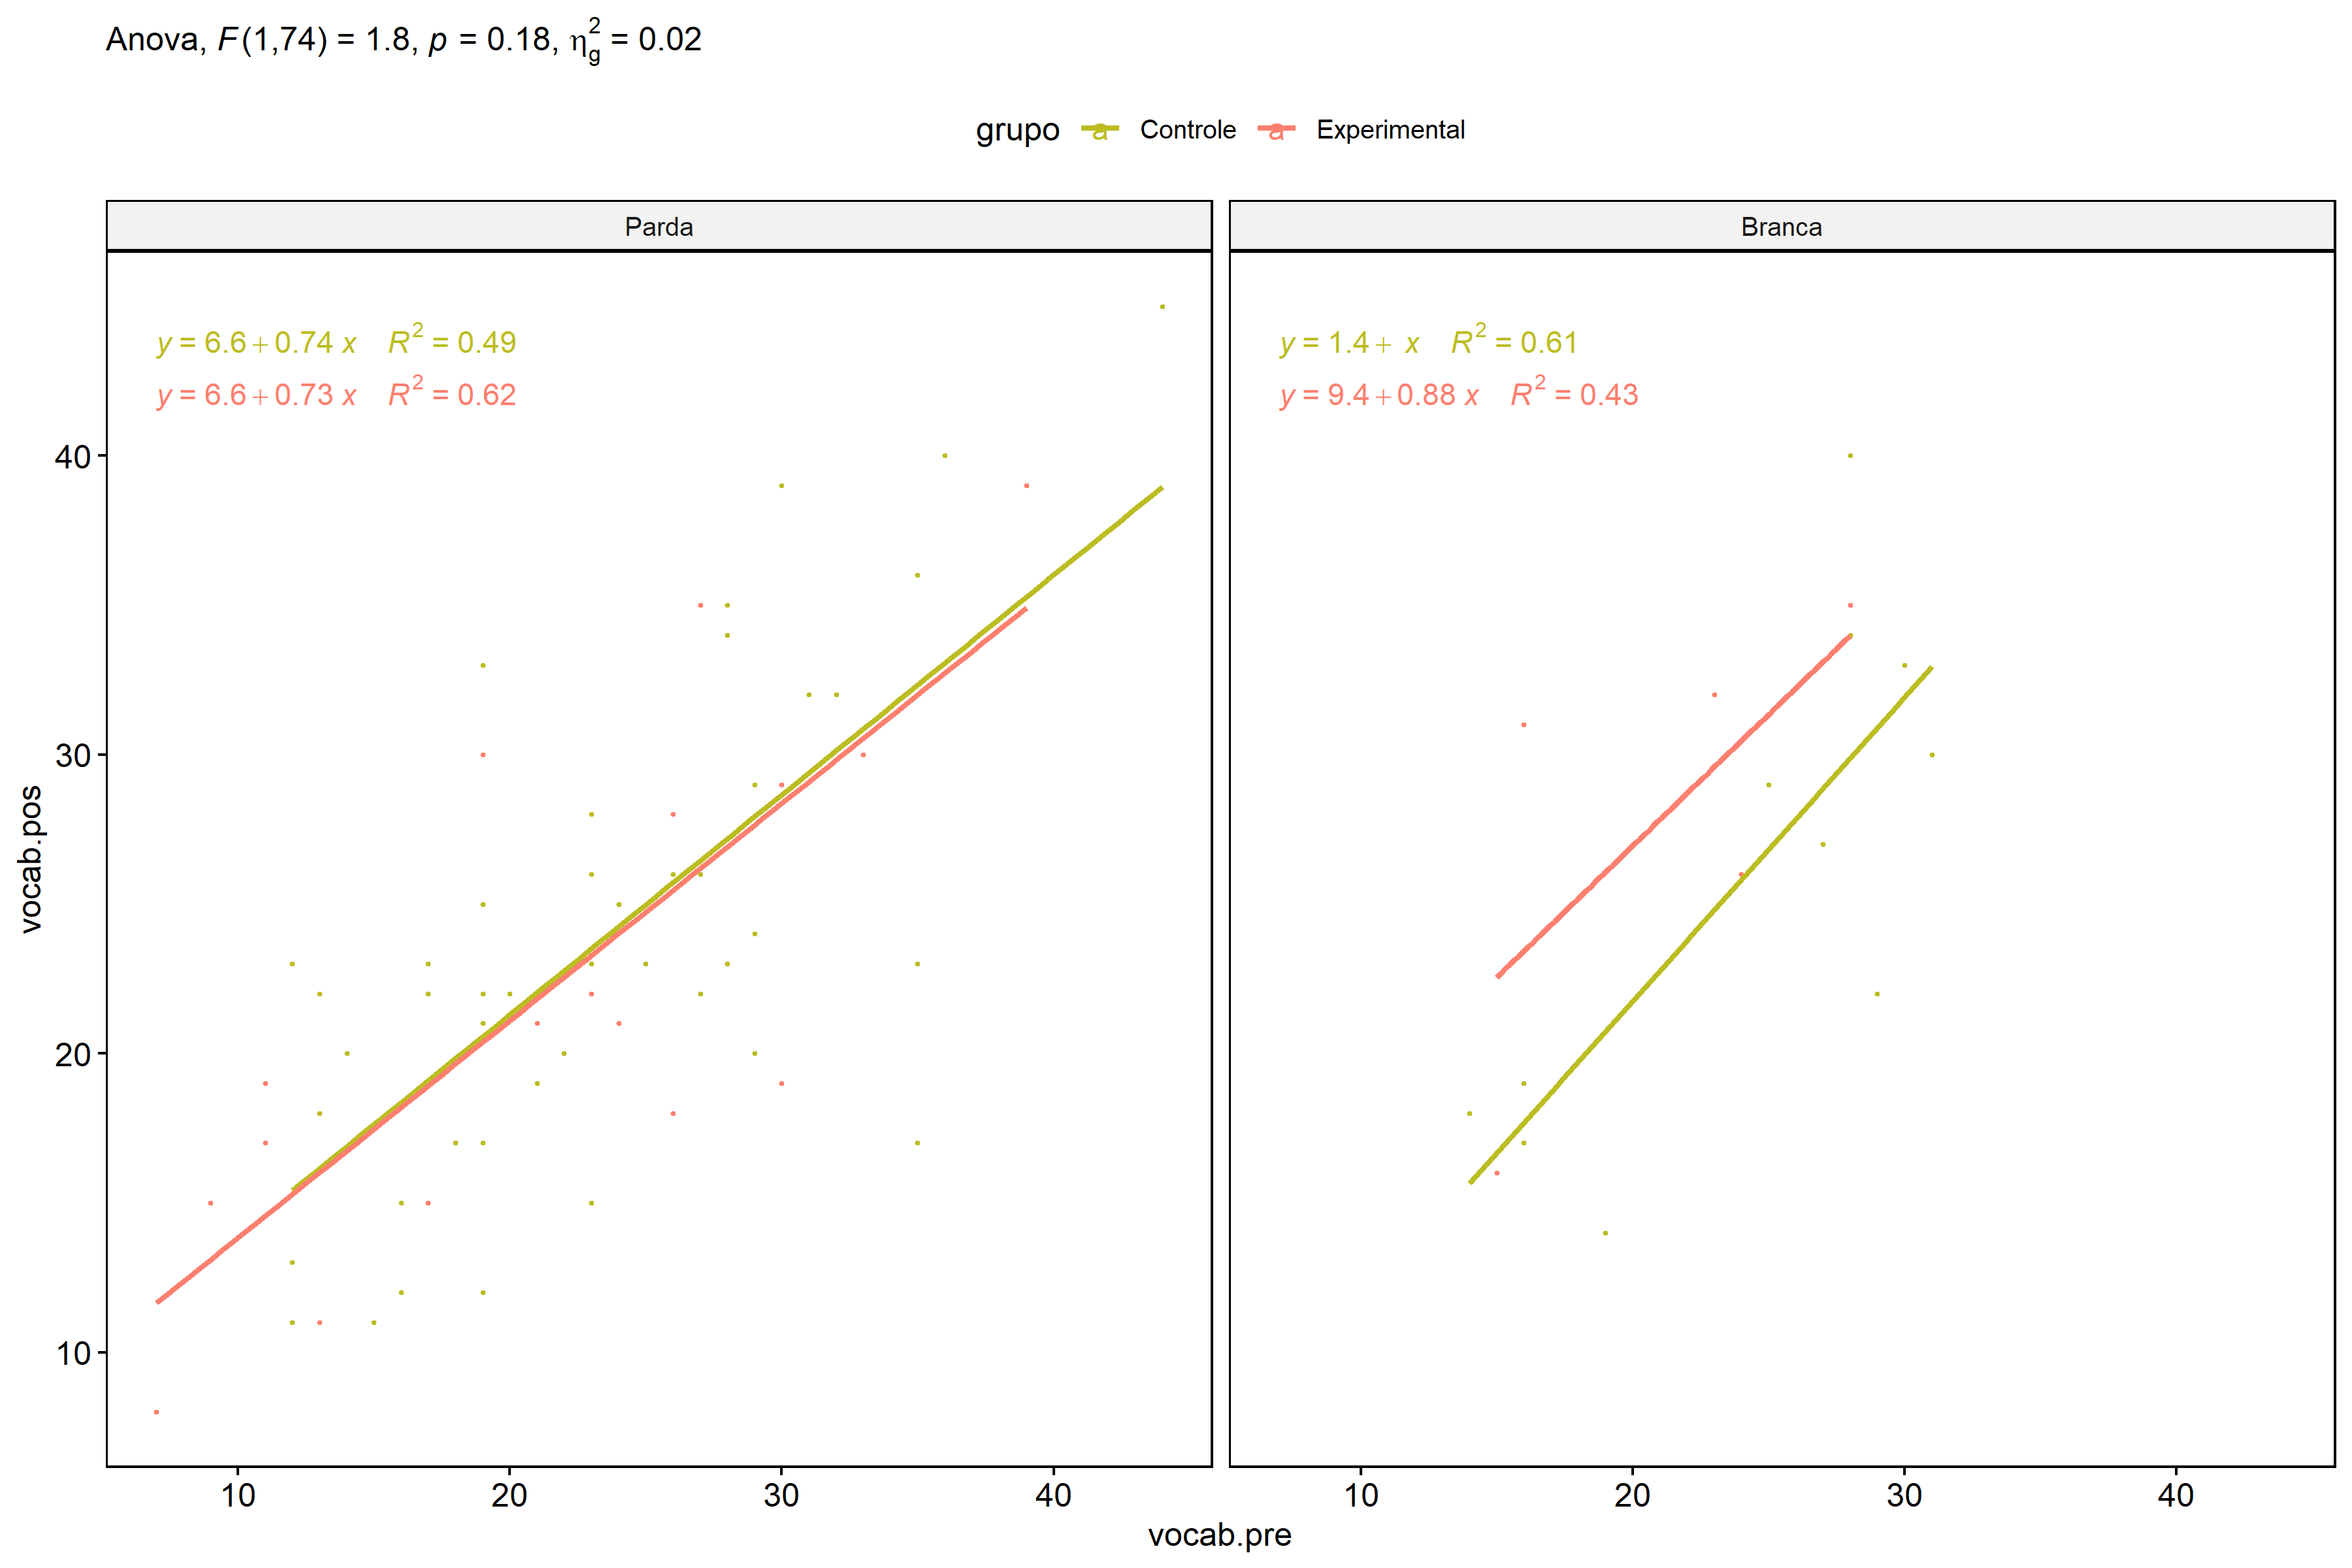 Anova, F(1,74) = 1.8, p = 0.18, η²g = 0.02
grupo a Controle a Experimental
Parda
Branca
y = 6.6 + 0.74 x R² = 0.49
y = 6.6 + 0.73 x R² = 0.62
y = 1.4 + x R² = 0.61
y = 9.4 + 0.88 x R² = 0.43
vocab.pos
40
30
20
10
10 20 30 40
10 20 30 40
vocab.pre